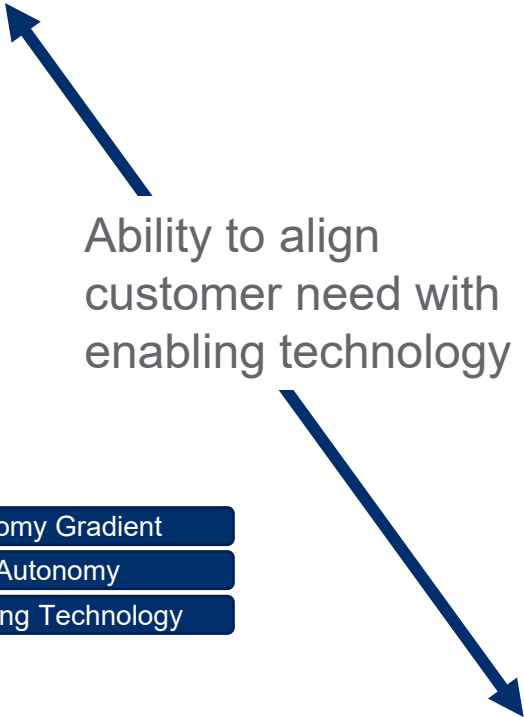 Ability to align
customer need with
enabling technology
omy Gradient
Autonomy
ng Technology